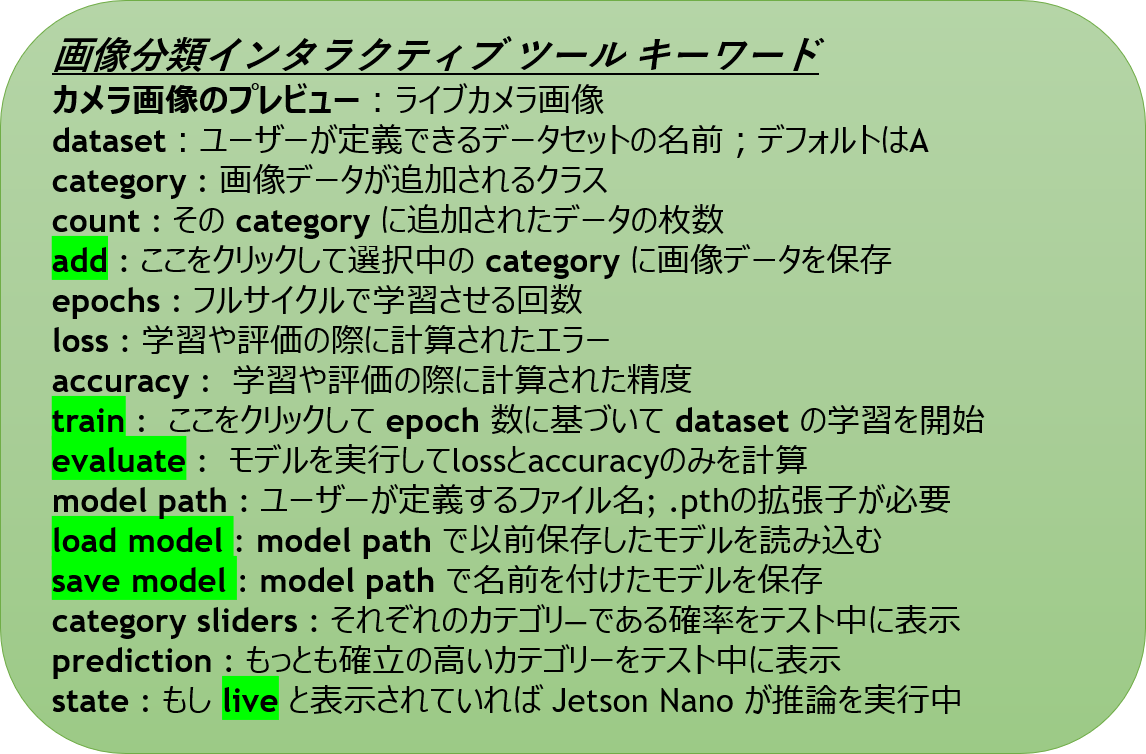 画像分類インタラクティブ ツール キーワード
カメラ画像のプレビュー : ライブカメラ画像
dataset : ユーザーが定義できるデータセットの名前 ; デフォルトはA
category : 画像データが追加されるクラス
count : その category に追加されたデータの枚数
add : ここをクリックして選択中の category に画像データを保存
epochs : フルサイクルで学習させる回数
loss : 学習や評価の際に計算されたエラー
accuracy : 学習や評価の際に計算された精度
train : ここをクリックして epoch 数に基づいて dataset の学習を開始
evaluate : モデルを実行してlossとaccuracyのみを計算
model path : ユーザーが定義するファイル名; .pthの拡張子が必要
load model : model path で以前保存したモデルを読み込む
save model : model path で名前を付けたモデルを保存
category sliders : それぞれのカテゴリーである確率をテスト中に表示
prediction : もっとも確立の高いカテゴリーをテスト中に表示
state : もし live と表示されていれば Jetson Nano が推論を実行中